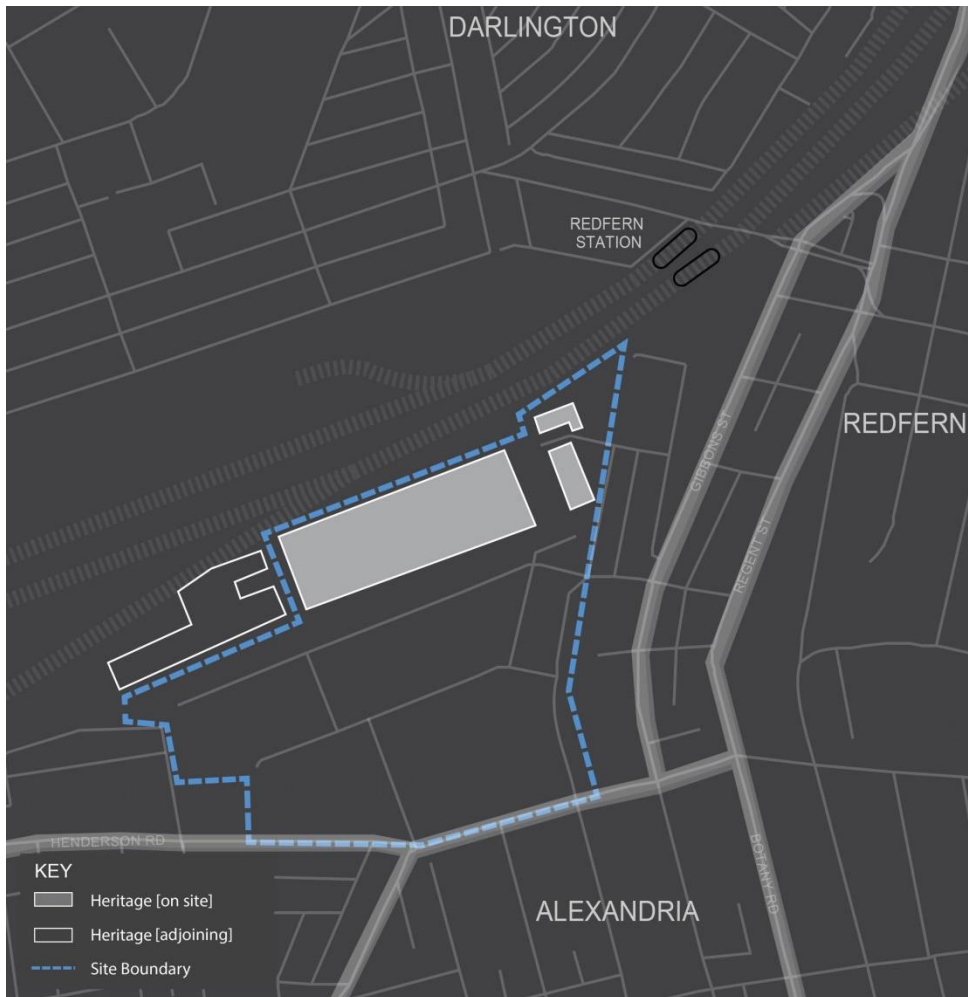 DARLINGTON
REDFERN
STATION
REDFERN
GIBBONS ST
REGENT ST
HENDERSON RD
BOTANY RD
ALEXANDRIA
KEY
Heritage [on site]
Heritage [adjoining]
Site Boundary